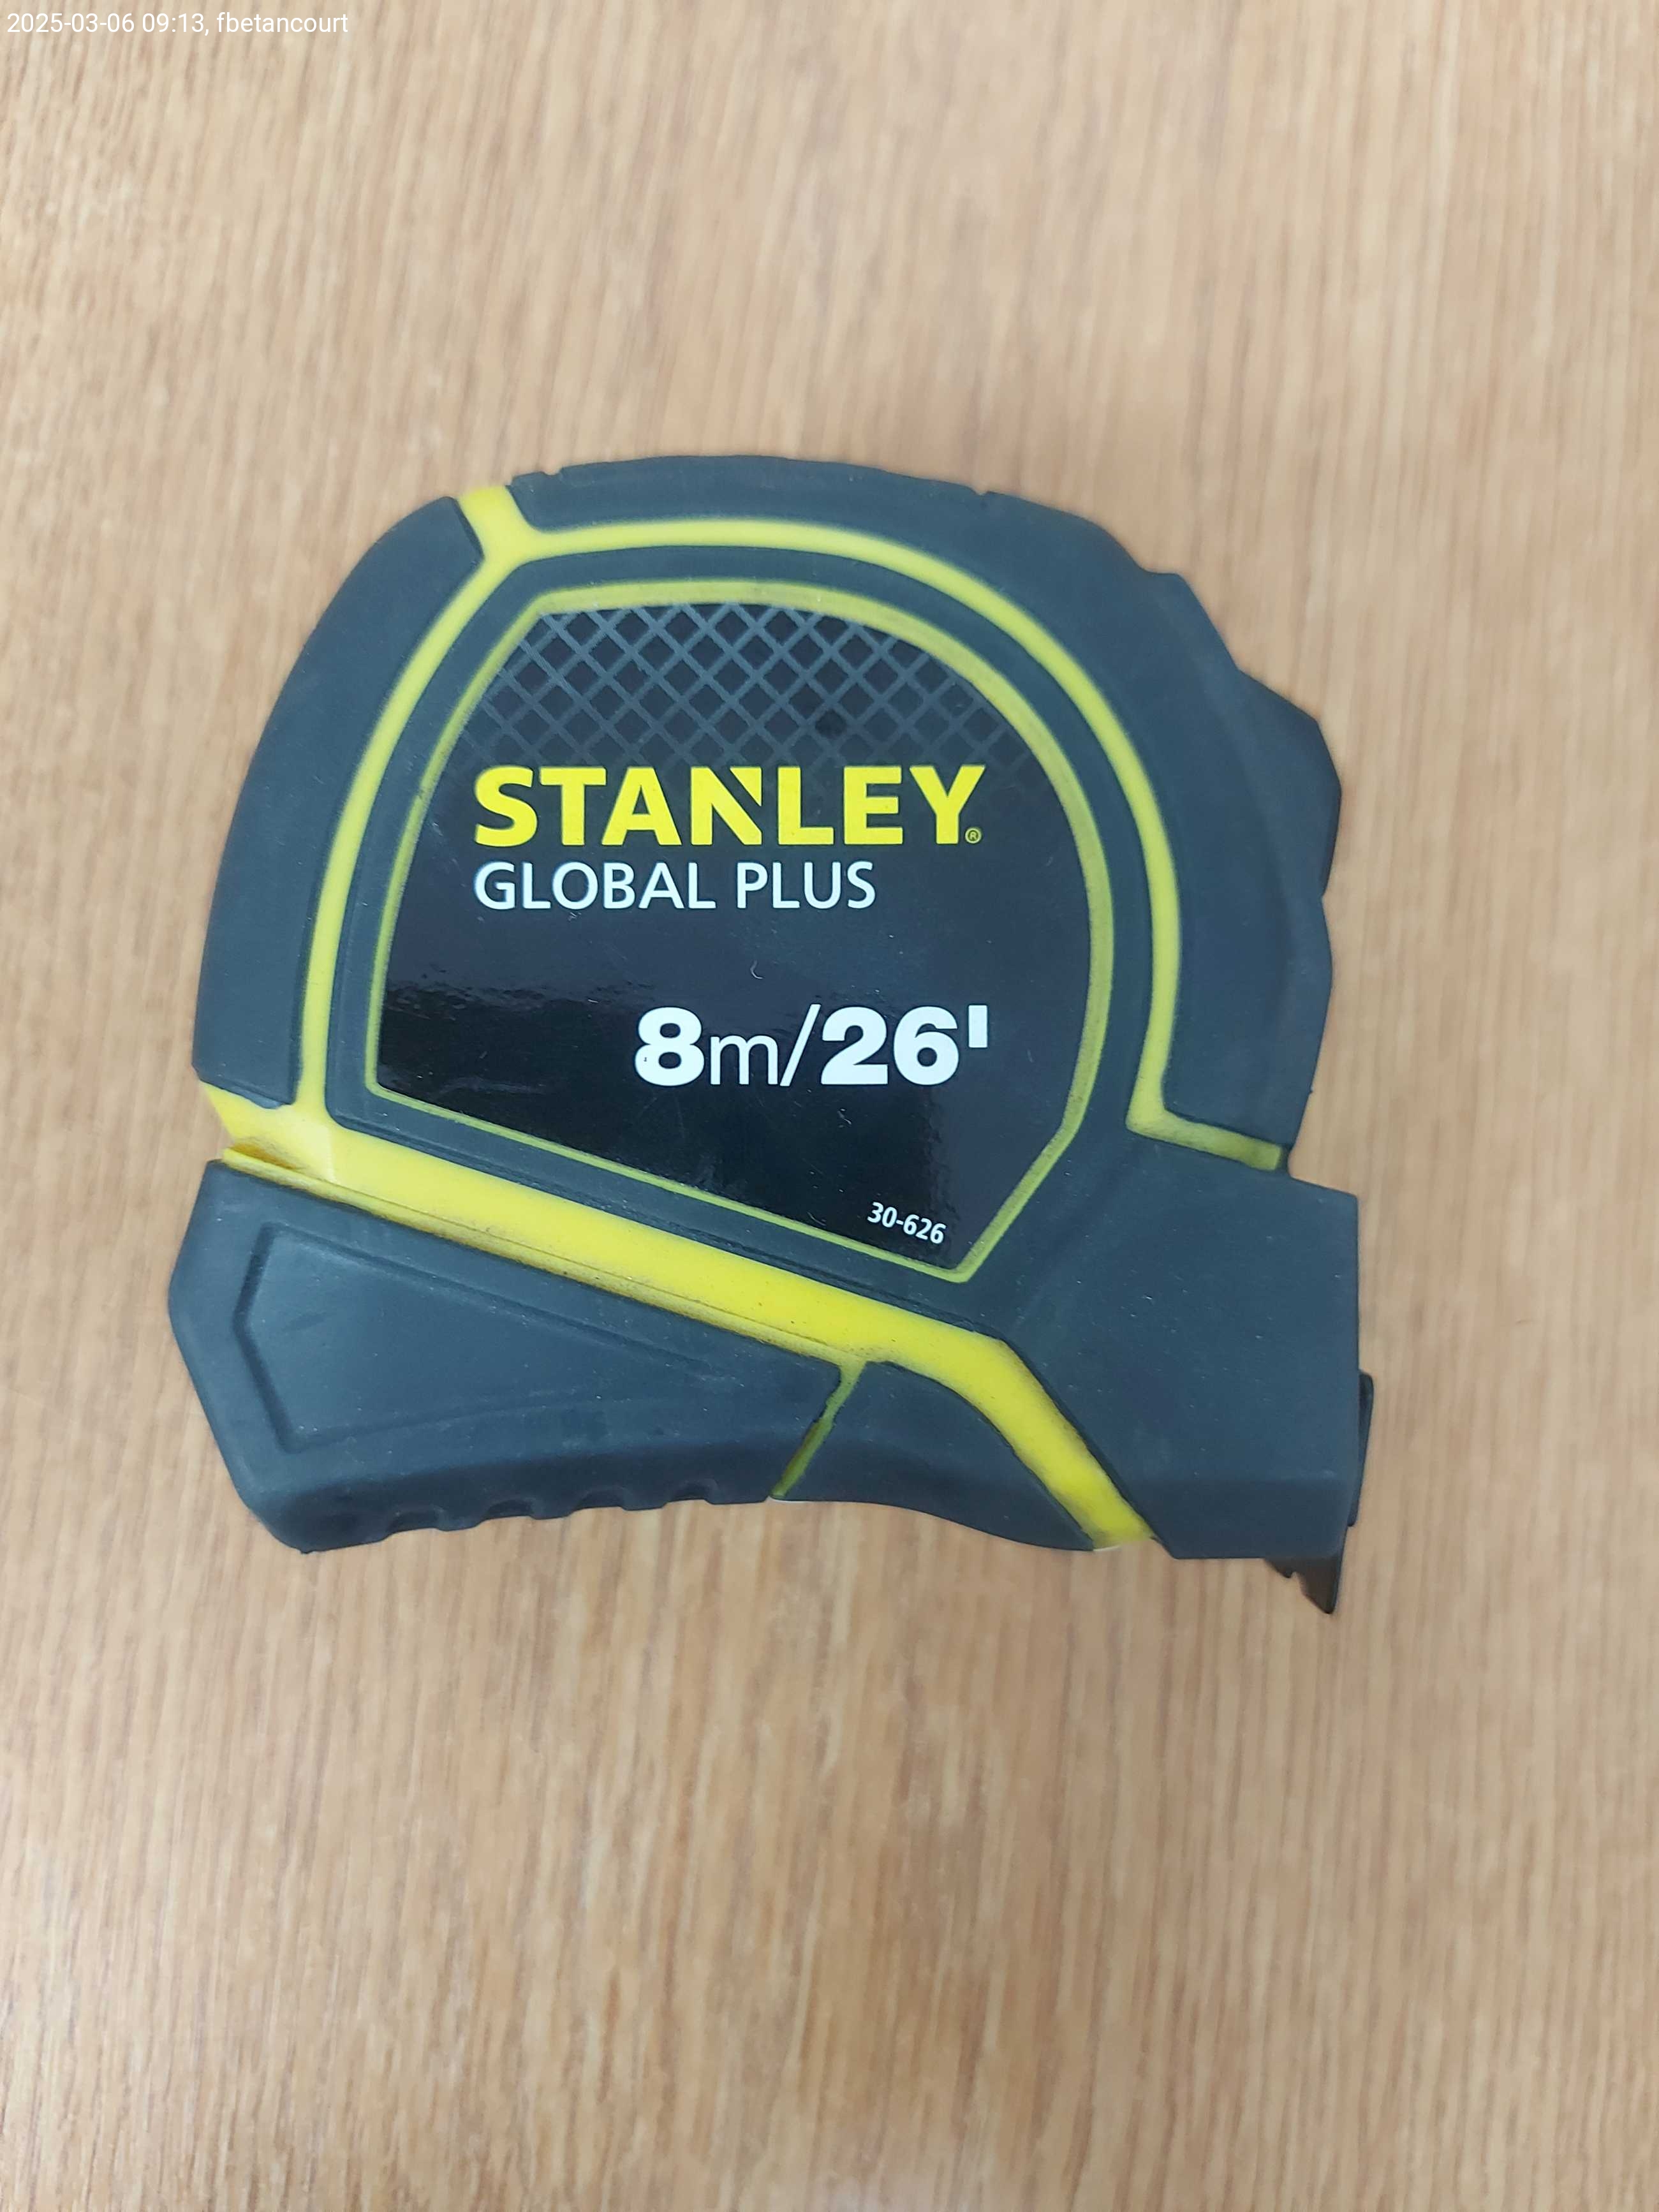 2025-03-06 09:13, fbetancourt
STANLEY®
GLOBAL PLUS
8m/26'
30-626